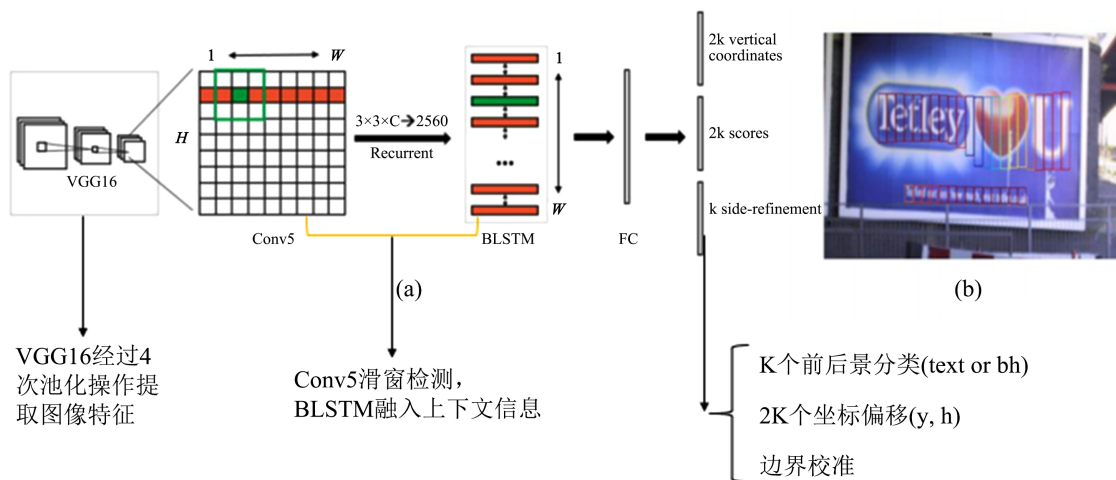 1
W
H
VGG16
Conv5
3×3×C→2560
Recurrent
1
W
BLSTM
FC
2k vertical
coordinates
2k scores
k side-refinement
Tetley
U
(a)
(b)
VGG16经过4
次池化操作提
取图像特征
Conv5滑窗检测，
BLSTM融入上下文信息
K个前后景分类(text or bh)
2K个坐标偏移(y, h)
边界校准